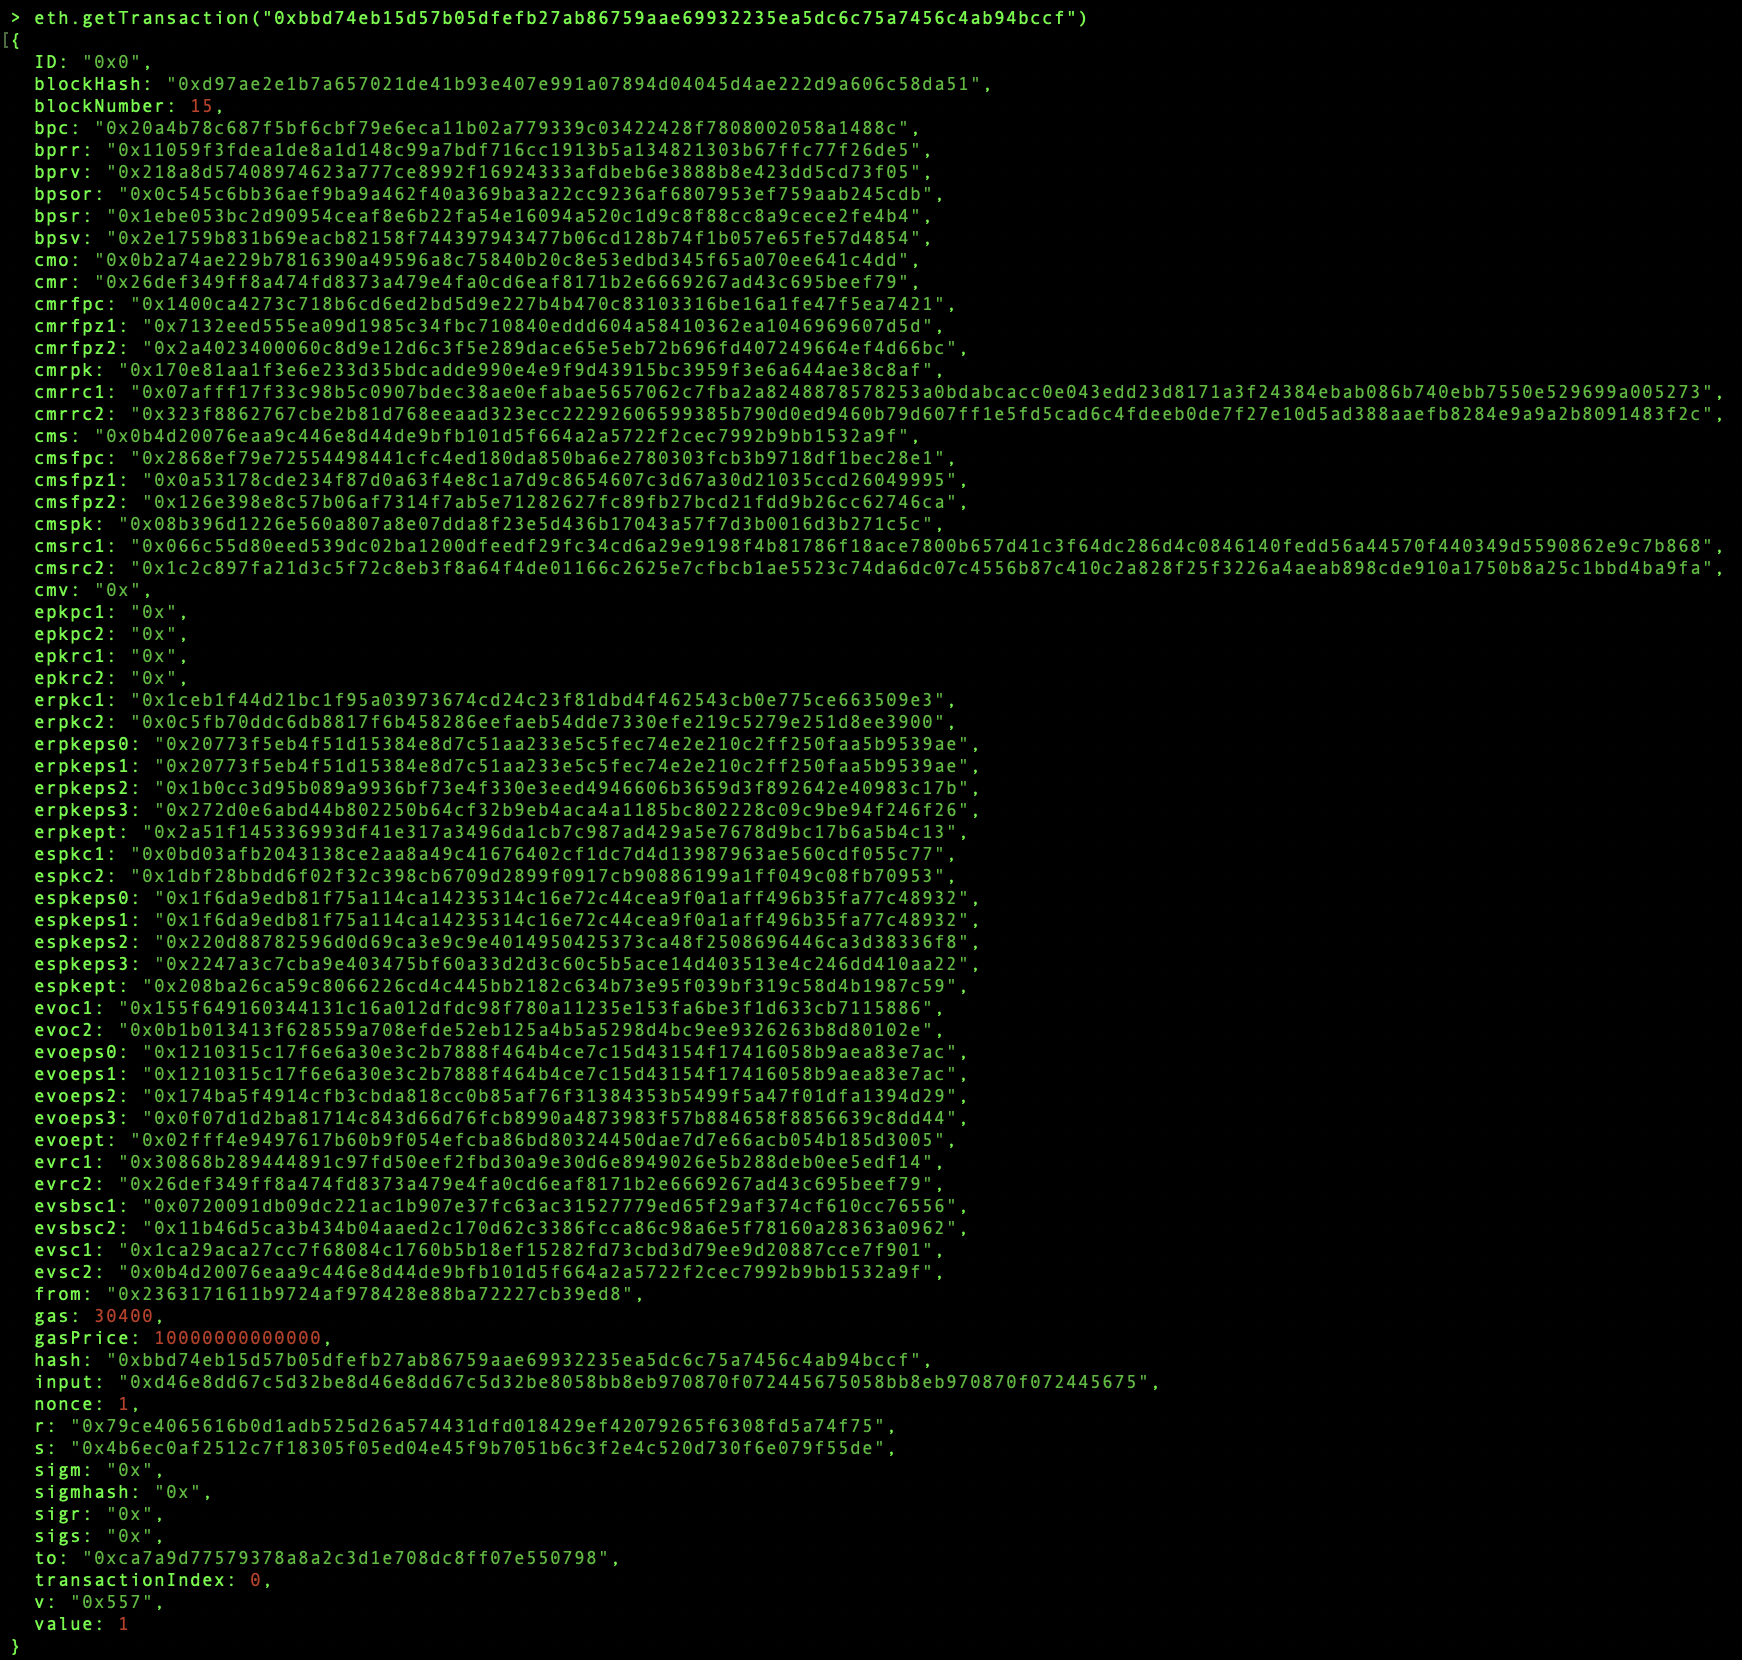 > eth.getTransaction("0xbbd74eb15d57b05dfefb27ab86759aae69932235ea5dc6c75a7456c4ab94bccf")
[{
ID: "0x0",
blockHash: "0xd97ae2e1b7a657021de41b93e407e991a07894d04045d4ae222d9a606c58da51",
blockNumber: 15,
bpc: "0x20a4b78c687f5bf6cbf79e6eca11b02a779339c03422428f7808002058a1488c",
bprr: "0x11059f3fdea1de8a1d148c99a7bdf716cc1913b5a134821303b67ffc77f26de5",
bprv: "0x218a8d57408974623a777ce8992f16924333afdbeb6e3888b8e423dd5cd73f05",
bpsor: "0x0c545c6bb36aef9ba9a462f40a369ba3a22cc9236af6807953ef759aab245cdb",
bpsr: "0x1ebe053bc2d90954ceaf8e6b22fa54e16094a520c1d9c8f88cc8a9cece2fe4b4",
bpsv: "0x2e1759b831b69eacb82158f744397943477b06cd128b74f1b057e65fe57d4854",
cmo: "0x0b2a74ae229b7816390a49596a8c75840b20c8e53edbd345f65a070ee641c4dd",
cmr: "0x26def349ff8a474fd8373a479e4fa0cd6eaf8171b2e6669267ad43c695beef79",
cmrfpc: "0x1400ca4273c718b6cd6ed2bd5d9e227b4b470c83103316be16a1fe47f5ea7421",
cmrfpz1: "0x7132eed555ea09d1985c34fbc710840eddd604a58410362ea1046969607d5d",
cmrfpz2: "0x2a4023400060c8d9e12d6c3f5e289dace65e5eb72b696fd407249664ef4d66bc",
cmrpk: "0x170e81aa1f3e6e233d35bdcadde990e4e9f9d43915bc3959f3e6a644ae38c8af",
cmrrc1: "0x07afff17f33c98b5c0907bdec38ae0efabae5657062c7fba2a8248878578253a0bdabcacc0e043edd23d8171a3f24384ebab086b740ebb7550e529699a005273",
cmrrc2: "0x323f8862767cbe2b81d768eeaad323ecc22292606599385b790d0ed9460b79d607ff1e5fd5cad6c4fdeeb0de7f27e10d5ad388aaefb8284e9a9a2b8091483f2c",
cms: "0x0b4d20076eaa9c446e8d44de9bfb101d5f664a2a5722f2cec7992b9bb1532a9f",
cmsfpc: "0x2868ef79e72554498441cfc4ed180da850ba6e2780303fcb3b9718df1bec28e1",
cmsfpz1: "0x0a53178cde234f87d0a63f4e8c1a7d9c8654607c3d67a30d21035ccd26049995",
cmsfpz2: "0x126e398e8c57b06af7314f7ab5e71282627fc89fb27bcd21fdd9b26cc62746ca",
cmspk: "0x08b396d1226e560a807a8e07dda8f23e5d436b17043a57f7d3b0016d3b271c5c",
cmsrc1: "0x066c55d80eed539dc02ba1200dfeedf29fc34cd6a29e9198f4b81786f18ace7800b657d41c3f64dc286d4c0846140fedd56a44570f440349d5590862e9c7b868",
cmsrc2: "0x1c2c897fa21d3c5f72c8eb3f8a64f4de01166c2625e7cfbcb1ae5523c74da6dc07c4556b87c410c2a828f25f3226a4aeab898cde910a1750b8a25c1bbd4ba9fa",
cmv: "0x",
epkpc1: "0x",
epkpc2: "0x",
epkrc1: "0x",
epkrc2: "0x",
erpkc1: "0x1ceb1f44d21bc1f95a03973674cd24c23f81dbd4f462543cb0e775ce663509e3",
erpkc2: "0x0c5fb70ddc6db8817f6b458286eefaeb54dde7330efe219c5279e251d8ee3900",
erpkeps0: "0x20773f5eb4f51d15384e8d7c51aa233e5c5fec74e2e210c2ff250faa5b9539ae",
erpkeps1: "0x20773f5eb4f51d15384e8d7c51aa233e5c5fec74e2e210c2ff250faa5b9539ae",
erpkeps2: "0x1b0cc3d95b089a9936bf73e4f330e3eed4946606b3659d3f892642e40983c17b",
erpkeps3: "0x272d0e6abd44b802250b64cf32b9eb4aca4a1185bc802228c09c9be94f246f26",
erpkept: "0x2a51f145336993df41e317a3496da1cb7c987ad429a5e7678d9bc17b6a5b4c13",
espkc1: "0x0bd03afb2043138ce2aa8a49c41676402cf1dc7d4d13987963ae560cdf055c77",
espkc2: "0x1dbf28bbdd6f02f32c398cb6709d2899f0917cb90886199a1ff049c08fb70953",
espkeps0: "0x1f6da9edb81f75a114ca14235314c16e72c44cea9f0a1aff496b35fa77c48932",
espkeps1: "0x1f6da9edb81f75a114ca14235314c16e72c44cea9f0a1aff496b35fa77c48932",
espkeps2: "0x220d88782596d0d69ca3e9c9e4014950425373ca48f2508696446ca3d38336f8",
espkeps3: "0x2247a3c7cba9e403475bf60a33d2d3c60c5b5ace14d403513e4c246dd410aa22",
espkept: "0x208ba26ca59c8066226cd4c445bb2182c634b73e95f039bf319c58d4b1987c59",
evoc1: "0x155f649160344131c16a012dfdc98f780a11235e153fa6be3f1d633cb7115886",
evoc2: "0x0b1b013413f628559a708efde52eb125a4b5a5298d4bc9ee9326263b8d80102e",
evoeps0: "0x1210315c17f6e6a30e3c2b7888f464b4ce7c15d43154f17416058b9aea83e7ac",
evoeps1: "0x1210315c17f6e6a30e3c2b7888f464b4ce7c15d43154f17416058b9aea83e7ac",
evoeps2: "0x174ba5f4914cfb3cbda818cc0b85af76f31384353b5499f5a47f01dfa1394d29",
evoeps3: "0x0f07d1d2ba81714c843d66d76fcb8990a4873983f57b884658f8856639c8dd44",
evoept: "0x02fff4e9497617b60b9f054efcba86bd80324450dae7d7e66acb054b185d3005",
evrc1: "0x30868b289444891c97fd50eef2fbd30a9e30d6e8949026e5b288deb0ee5edf14",
evrc2: "0x26def349ff8a474fd8373a479e4fa0cd6eaf8171b2e6669267ad43c695beef79",
evsbsc1: "0x0720091db09dc221ac1b907e37fc63ac31527779ed65f29af374cf610cc76556",
evsbsc2: "0x11b46d5ca3b434b04aaed2c170d62c3386fcca86c98a6e5f78160a28363a0962",
evsc1: "0x1ca29aca27cc7f68084c1760b5b18ef15282fd73cbd3d79ee9d20887cce7f901",
evsc2: "0x0b4d20076eaa9c446e8d44de9bfb101d5f664a2a5722f2cec7992b9bb1532a9f",
from: "0x2363171611b9724af978428e88ba72227cb39ed8",
gas: 30400,
gasPrice: 10000000000000,
hash: "0xbbd74eb15d57b05dfefb27ab86759aae69932235ea5dc6c75a7456c4ab94bccf",
input: "0xd46e8dd67c5d32be8d46e8dd67c5d32be8058bb8eb970870f072445675058bb8eb970870f072445675",
nonce: 1,
r: "0x79ce4065616b0d1adb525d26a574431dfd018429ef42079265f6308fd5a74f75",
s: "0x4b6ec0af2512c7f18305f05ed04e45f9b7051b6c3f2e4c520d730f6e079f55de",
sigm: "0x",
sigmhash: "0x",
sigr: "0x",
sigs: "0x",
to: "0xca7a9d77579378a8a2c3d1e708dc8ff07e550798",
transactionIndex: 0,
v: "0x557",
value: 1
}